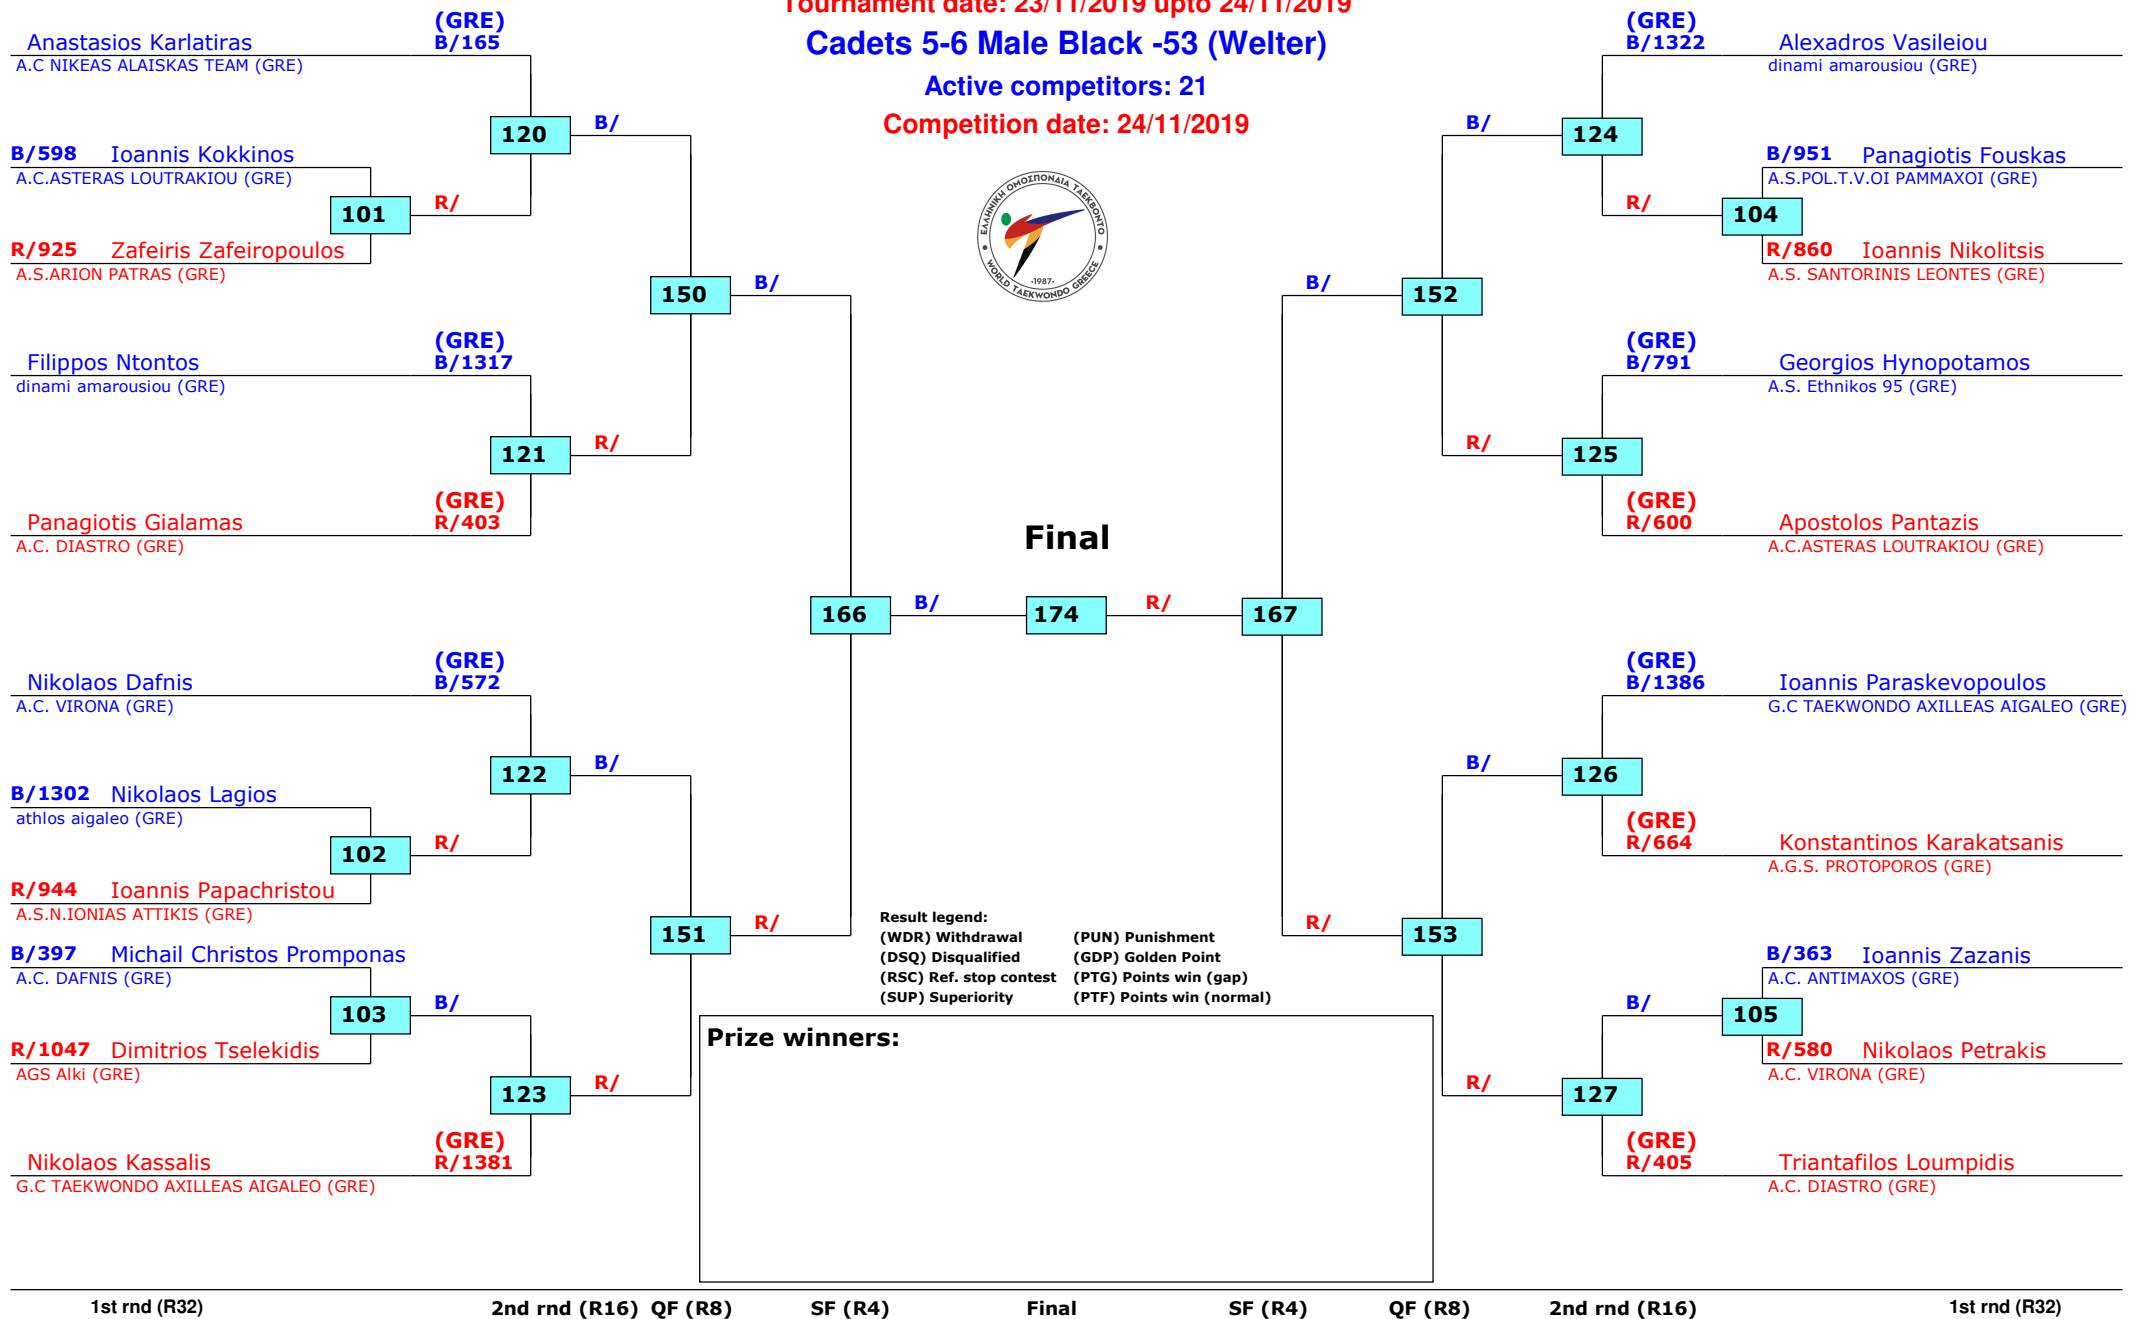 Tournament date: 23/11/2019 upto 24/11/2019
Cadets 5-6 Male Black -53 (Welter)
Active competitors: 21
Competition date: 24/11/2019
ΕΛΛΗΝΙΚΗ ΟΜΟΣΠΟΝΔΙΑ ΤΑΕΚΒΟΝΤΟ
-1987-
WORLD TAEKWONDO GREECE
(GRE)
Anastasios Karlatiras B/165
A.C NIKEAS ALAISKAS TEAM (GRE)
120 B/
B/598 Ioannis Kokkinos
A.C.ASTERAS LOUTRAKIOU (GRE)
101 R/
R/925 Zafeiris Zafeiropoulos
A.S.ARION PATRAS (GRE)
150 B/
(GRE)
Filippos Ntontos B/1317
dinami amarousiou (GRE)
121 R/
(GRE)
Panagiotis Gialamas R/403
A.C. DIASTRO (GRE)
166 B/
(GRE)
Nikolaos Dafnis B/572
A.C. VIRONA (GRE)
122 B/
B/1302 Nikolaos Lagios
athlos aigaleo (GRE)
102 R/
R/944 Ioannis Papachristou
A.S.N.IONIAS ATTIKIS (GRE)
151 R/
B/397 Michail Christos Promponas
A.C. DAFNIS (GRE)
103 B/
R/1047 Dimitrios Tselekidis
AGS Alki (GRE)
123 R/
(GRE)
Nikolaos Kassalis R/1381
G.C TAEKWONDO AXILLEAS AIGALEO (GRE)
Final
174
(GRE)
B/1322 Alexadros Vasileiou
dinami amarousiou (GRE)
B/ 124
B/951 Panagiotis Fouskas
A.S.POL.T.V.OI PAMMAXOI (GRE)
R/ 104
R/860 Ioannis Nikolitsis
A.S. SANTORINIS LEONTES (GRE)
B/ 152
(GRE)
B/791 Georgios Hynopotamos
A.S. Ethnikos 95 (GRE)
R/ 125
(GRE)
R/600 Apostolos Pantazis
A.C.ASTERAS LOUTRAKIOU (GRE)
R/ 167
(GRE)
B/1386 Ioannis Paraskevopoulos
G.C TAEKWONDO AXILLEAS AIGALEO (GRE)
B/ 126
(GRE)
R/664 Konstantinos Karakatsanis
A.G.S. PROTOPOROS (GRE)
R/ 153
B/363 Ioannis Zazanis
A.C. ANTIMAXOS (GRE)
B/ 105
R/580 Nikolaos Petrakis
A.C. VIRONA (GRE)
R/ 127
(GRE)
R/405 Triantafilos Loumpidis
A.C. DIASTRO (GRE)
Result legend:
(WDR) Withdrawal (PUN) Punishment
(DSQ) Disqualified (GDP) Golden Point
(RSC) Ref. stop contest (PTG) Points win (gap)
(SUP) Superiority (PTF) Points win (normal)
Prize winners:
1st rnd (R32) 2nd rnd (R16) QF (R8) SF (R4) Final SF (R4) QF (R8) 2nd rnd (R16) 1st rnd (R32)